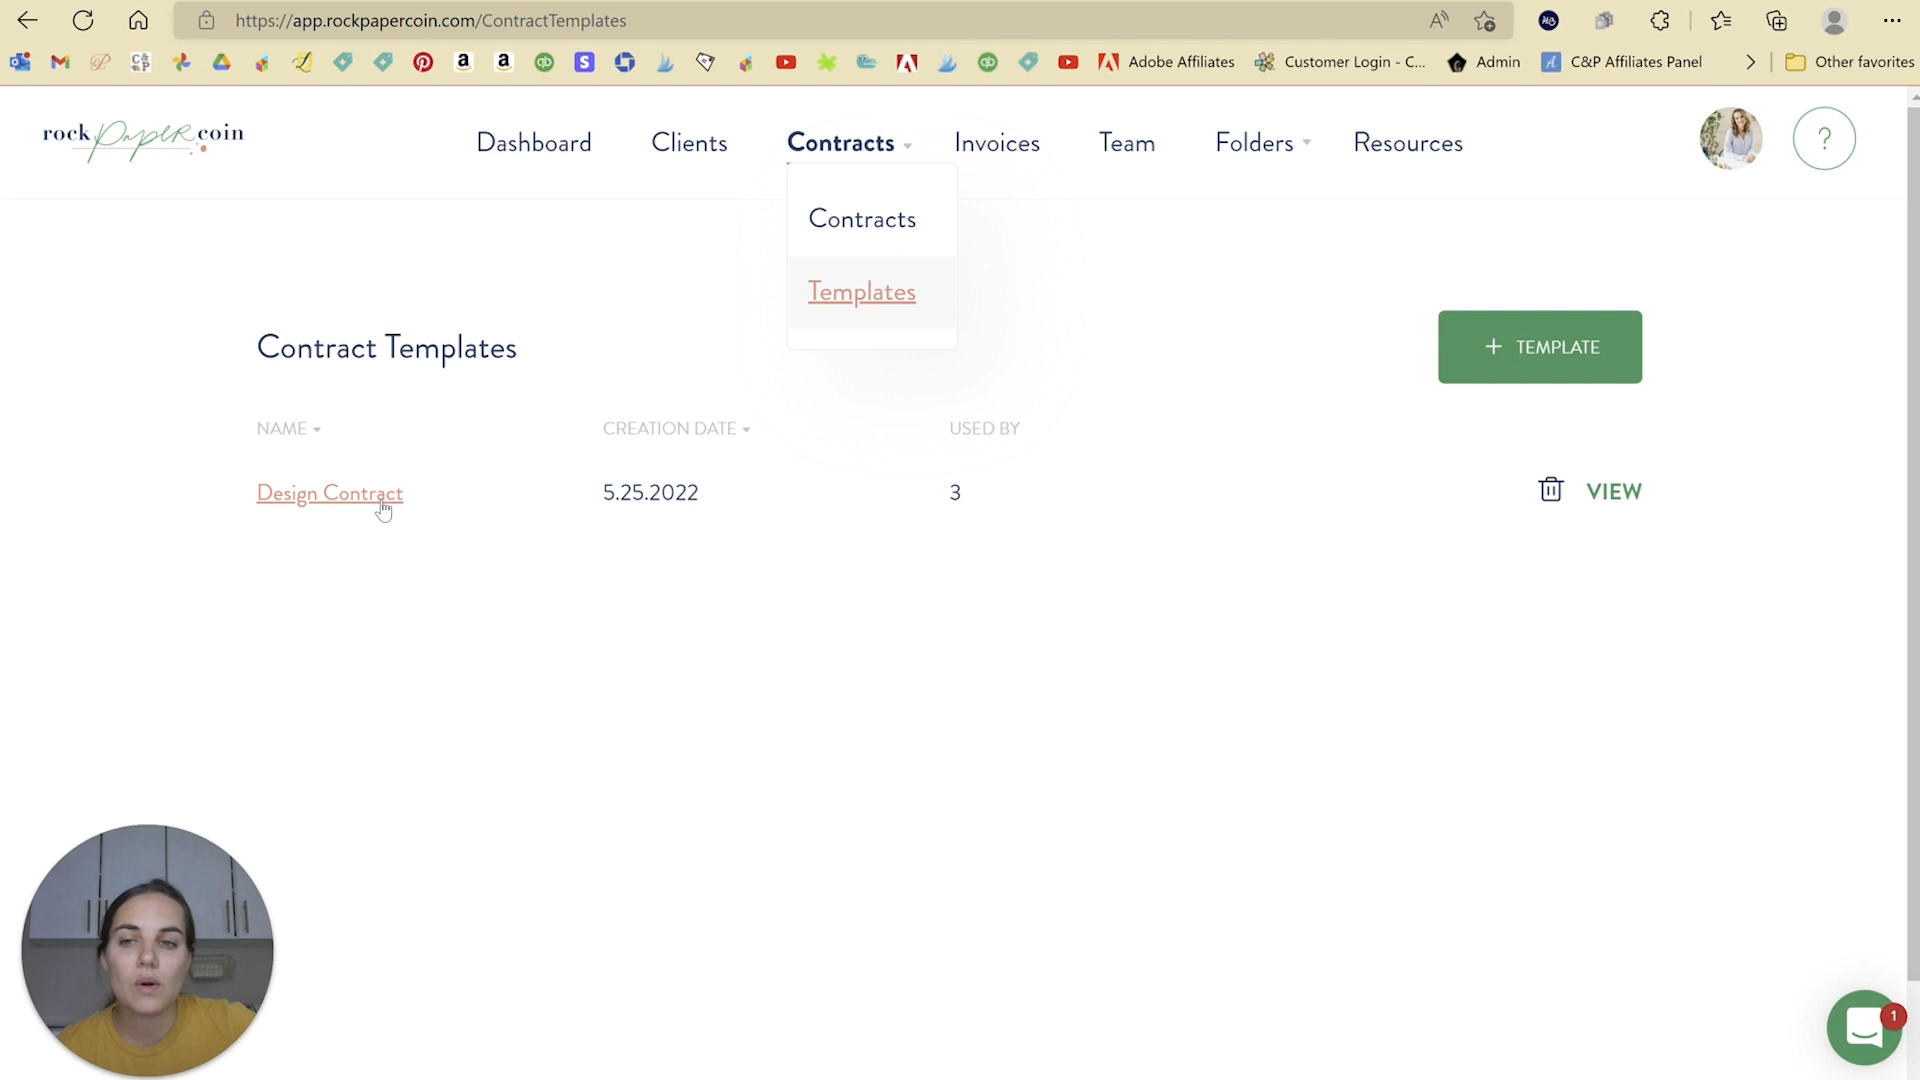 https://app.rockpapercoin.com/ContractTemplates
Adobe Affiliates
Customer Login - C...
Admin
C&P Affiliates Panel
Other favorites
rock paper coin
Dashboard
Clients
Contracts
Invoices
Team
Folders
Resources
?
Contracts
Templates
Contract Templates
+ TEMPLATE
NAME
CREATION DATE
USED BY
Design Contract
5.25.2022
3
VIEW
1